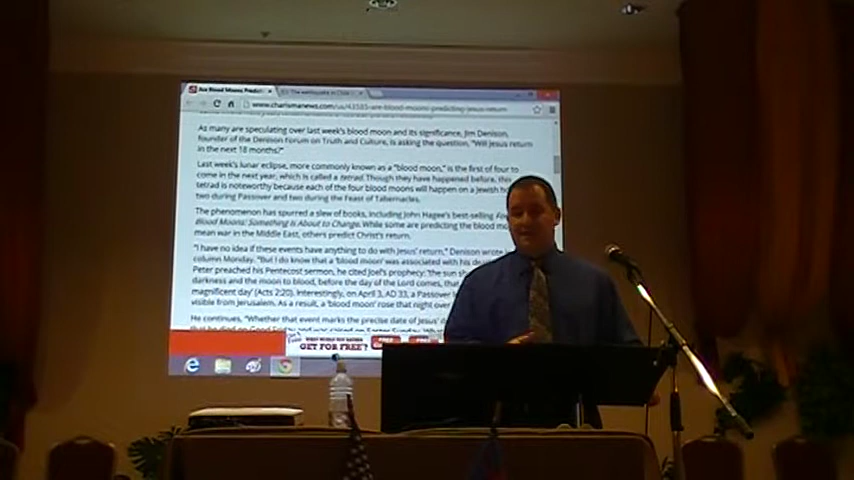 Are Blood Moons Predicti
www.charismanews.com/us/43585-are-blood-moons-predicting-jesus-return
As many are speculating over last week's blood moon and its significance, Jim Denison,
founder of the Denison Forum on Truth and Culture, is asking the question, "Will Jesus return
in the next 18 months?"
Last week's lunar eclipse, more commonly known as a "blood moon," is the first of four to
come in the next year, which is called a tetrad. Though they have happened before, this
tetrad is noteworthy because each of the four blood moons will happen on a Jewish
two during Passover and two during the Feast of Tabernacles.
The phenomenon has spurred a slew of books, including John Hagee's best-selling
Blood Moons: Something Is About to Change. While some are predicting the blood
mean war in the Middle East, others predict Christ's return.
"I have no idea if these events have anything to do with Jesus' return," Denison wrote
column Monday. "But I do know that a 'blood moon' was associated with his
Peter preached his Pentecost sermon, he cited Joel's prophecy: 'the sun
darkness and the moon to blood, before the day of the Lord comes,
magnificent day' (Acts 2:20). Interestingly, on April 3, AD 33, a Passover
visible from Jerusalem. As a result, a 'blood moon' rose that night over
He continues, "Whether that event marks the precise date of Jesus'
GET FOR FREE?
FREE